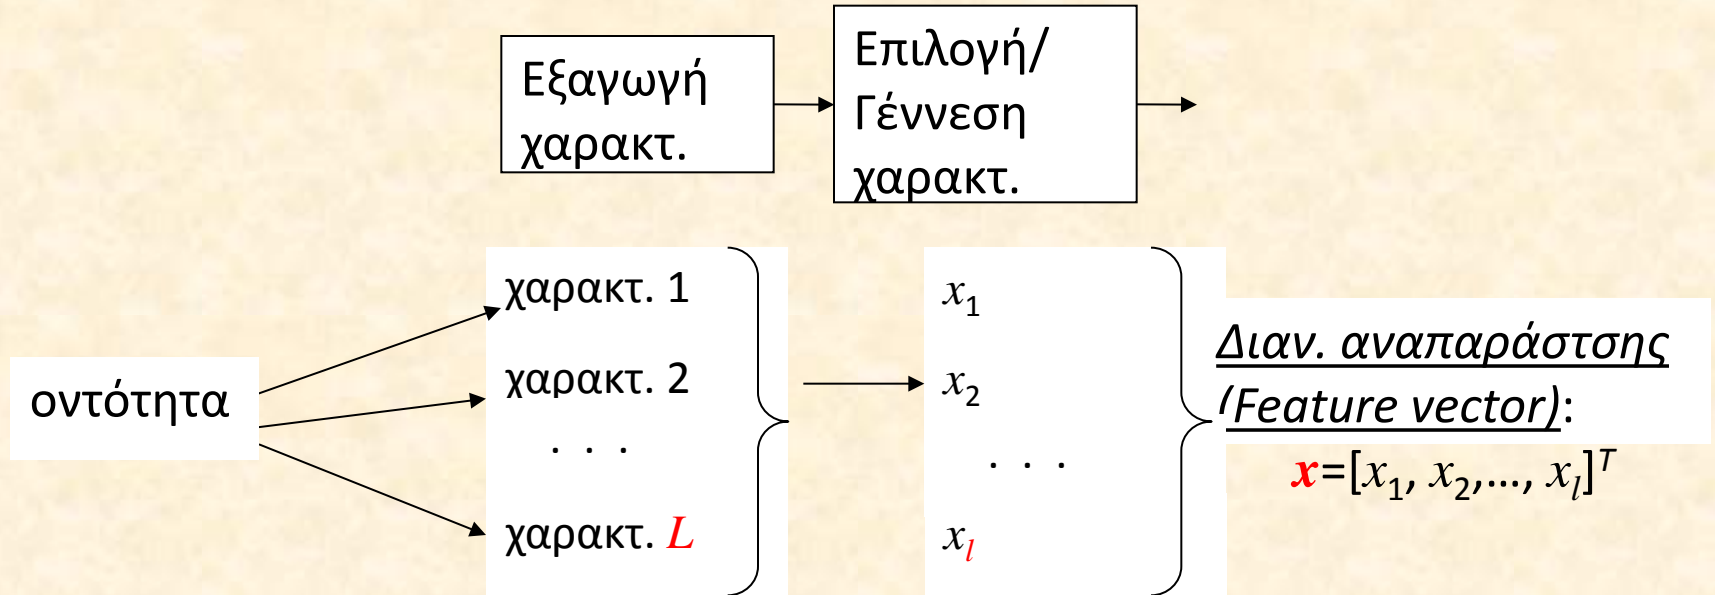 Εξαγωγή
χαρακτ.
Επιλογή/
Γέννεση
χαρακτ.
οντότητα
χαρακτ. 1
χαρακτ. 2
. . .
χαρακτ. L
x₁
x₂
. . .
xₗ
Διαν. αναπαράστσης
(Feature vector):
x=[x₁, x₂,..., xₗ]ᵀ